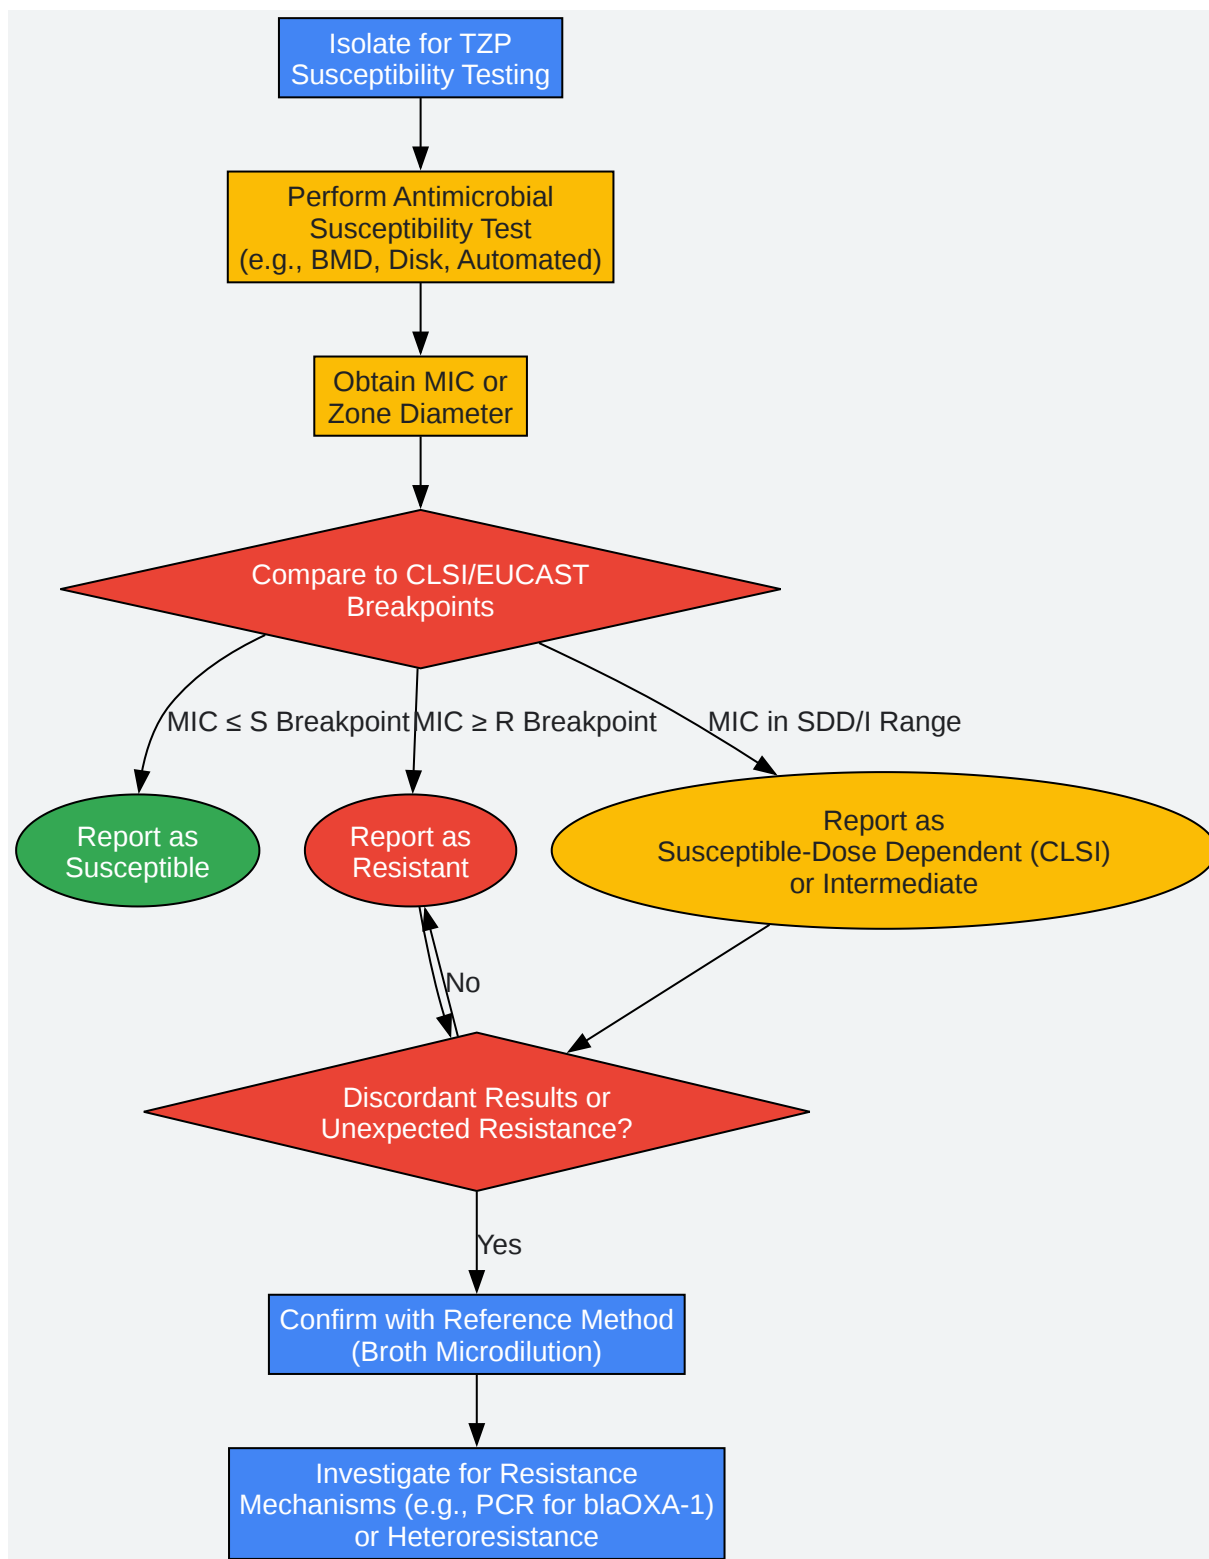 Isolate for TZP
Susceptibility Testing
Perform Antimicrobial
Susceptibility Test
(e.g., BMD, Disk, Automated)
Obtain MIC or
Zone Diameter
Compare to CLSI/EUCAST
Breakpoints
MIC ≤ S Breakpoint
MIC ≥ R Breakpoint
MIC in SDD/I Range
Report as
Susceptible
Report as
Resistant
Report as
Susceptible-Dose Dependent (CLSI)
or Intermediate
No
Discordant Results or
Unexpected Resistance?
Yes
Confirm with Reference Method
(Broth Microdilution)
Investigate for Resistance
Mechanisms (e.g., PCR for blaOXA-1)
or Heteroresistance